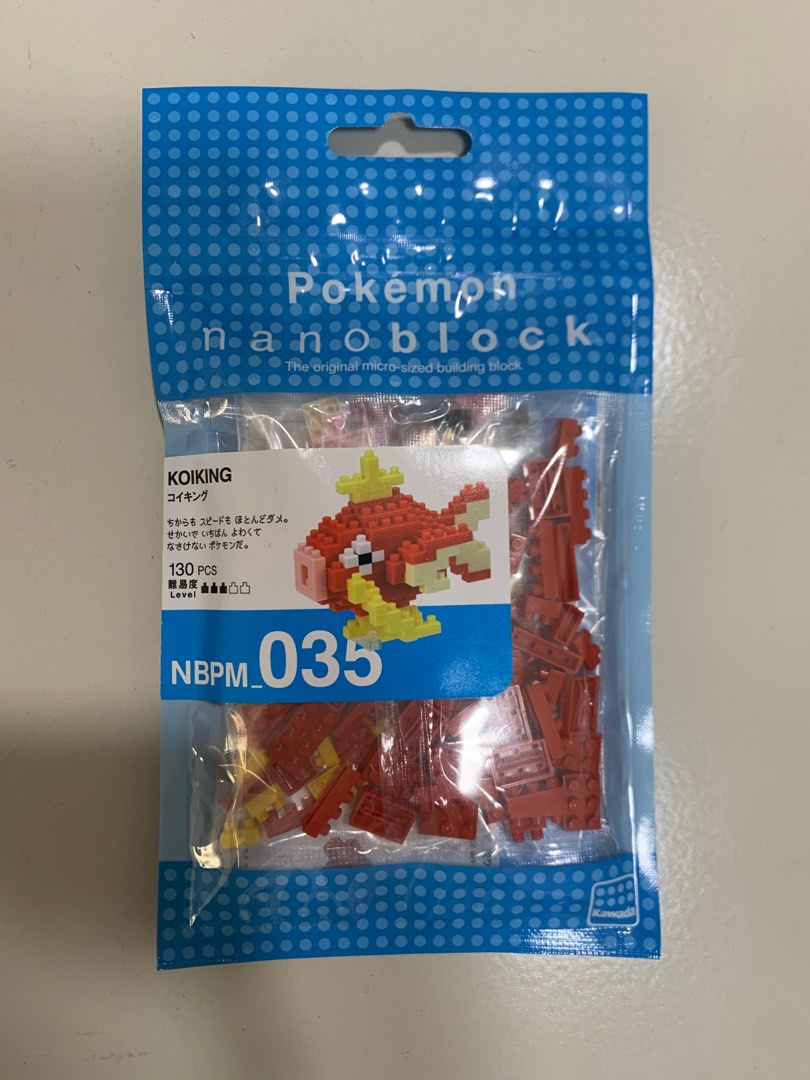 Pokémon
nanoblock
The original micro-sized building block
KOIKING
コイキング
ちからも スピードも ほとんどダメ。
せかいで いちばん よわくて
なさけない ポケモンだ。
130 PCS
難易度
Level
NBPM_035
Kawada